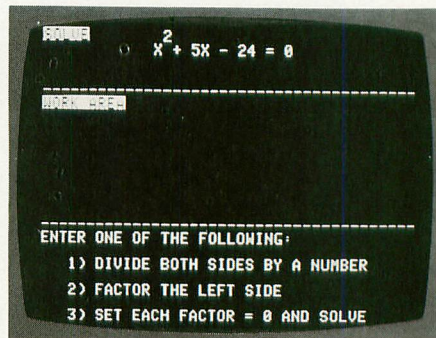 SOLVE
X² + 5X - 24 = 0
WORK AREA
ENTER ONE OF THE FOLLOWING:
1) DIVIDE BOTH SIDES BY A NUMBER
2) FACTOR THE LEFT SIDE
3) SET EACH FACTOR = 0 AND SOLVE